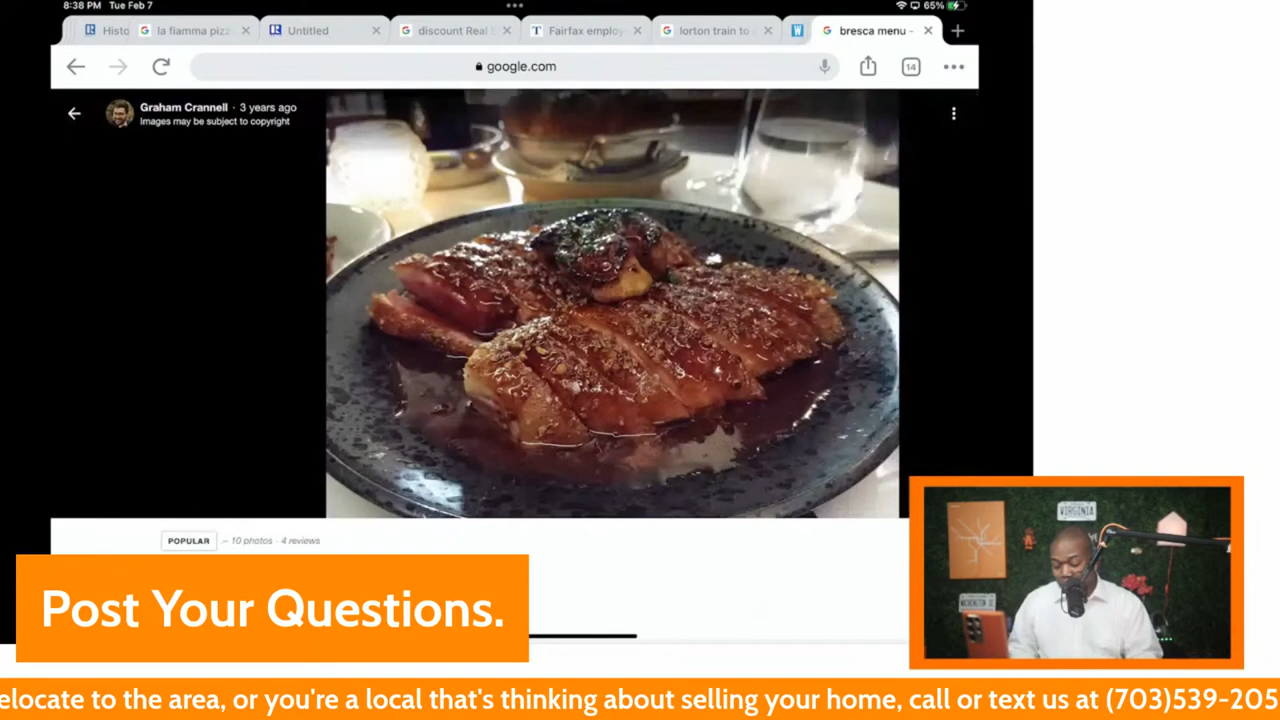 8:38 PM Tue Feb 7
65%
Histo
la fiamma pizz
Untitled
discount Real
Fairfax employ
lorton train to
bresca menu -
google.com
14
Graham Crannell · 3 years ago
Images may be subject to copyright
POPULAR
10 photos · 4 reviews
Post Your Questions.
VIRGINIA
elocate to the area, or you're a local that's thinking about selling your home, call or text us at (703)539-205